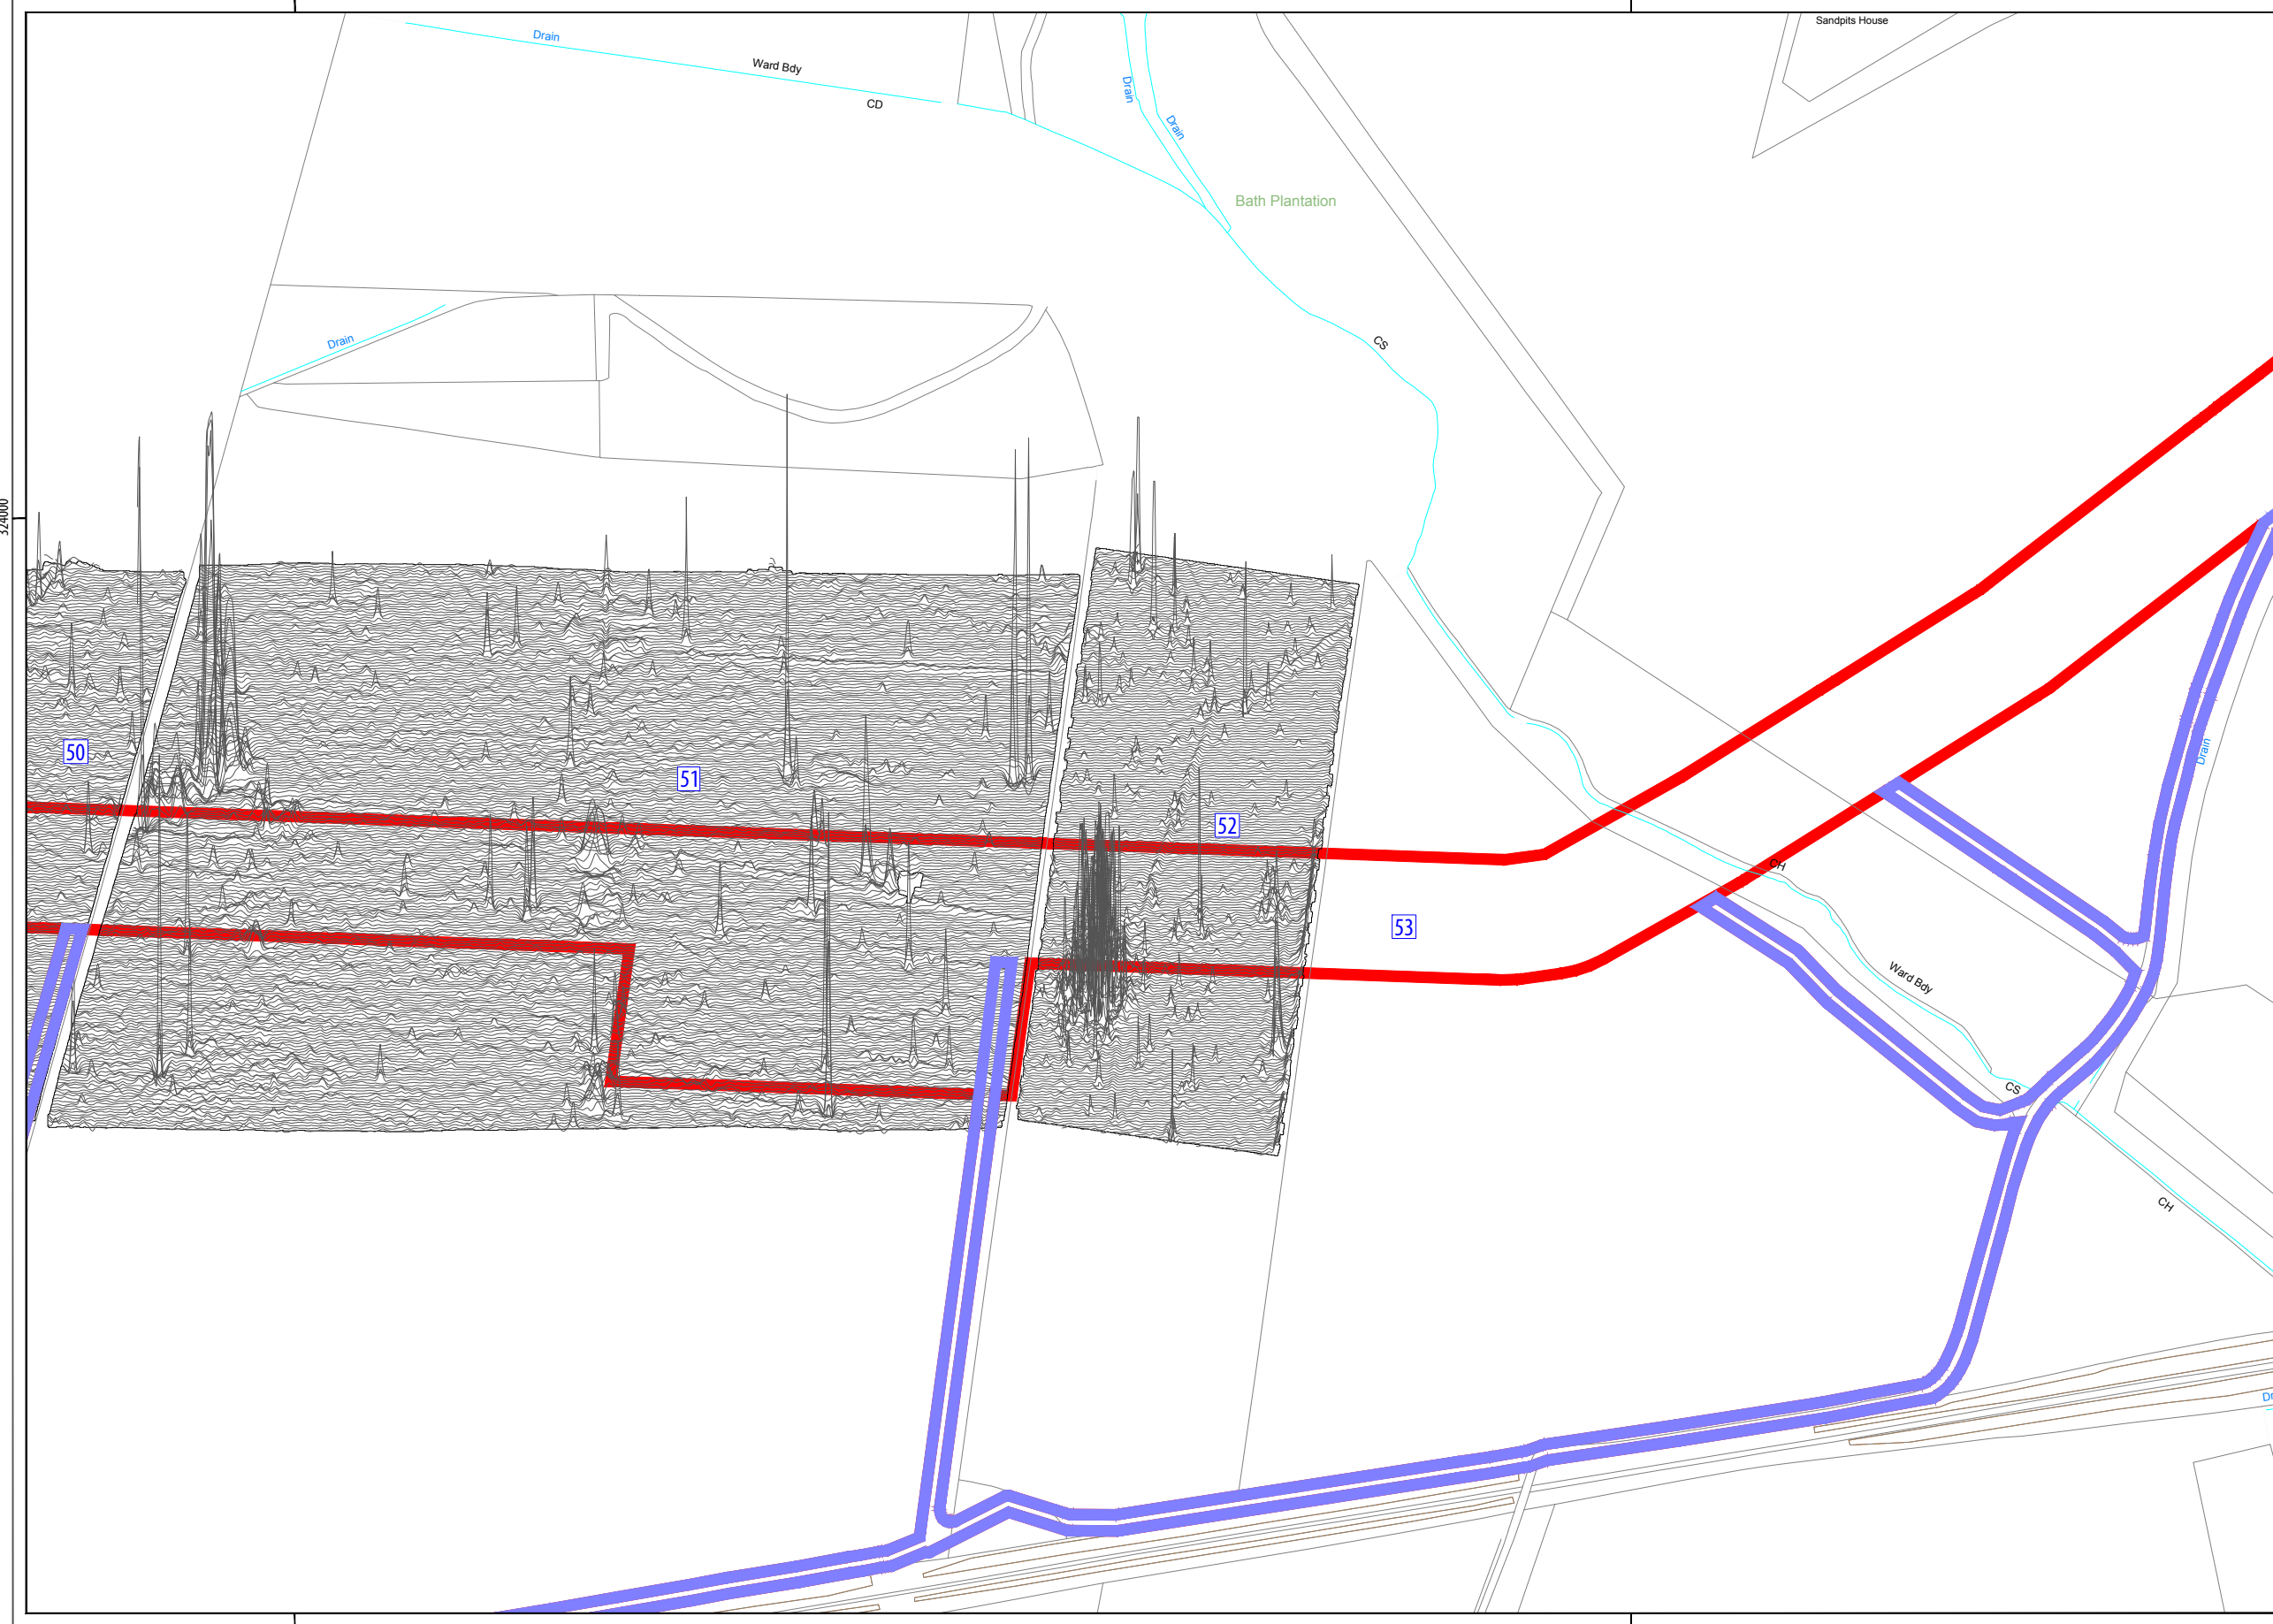 Sandpits House
Drain
Ward Bdy
CD
Drain
Drain
Bath Plantation
Drain
CS
324000
50
51
52
53
Drain
CH
Ward Bdy
CS
CH